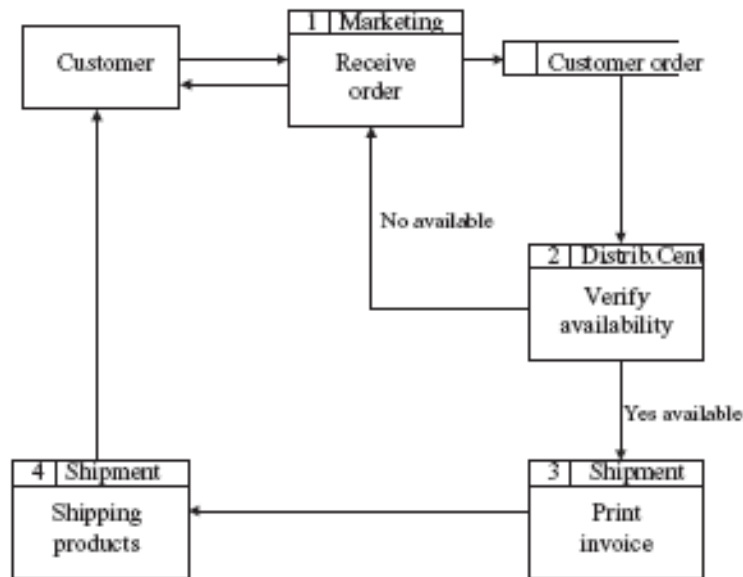 1 Marketing
Customer
Receive
order
Customer order
No available
2 Distrib.Cent
Verify
availability
Yes available
3 Shipment
Print
invoice
4 Shipment
Shipping
products